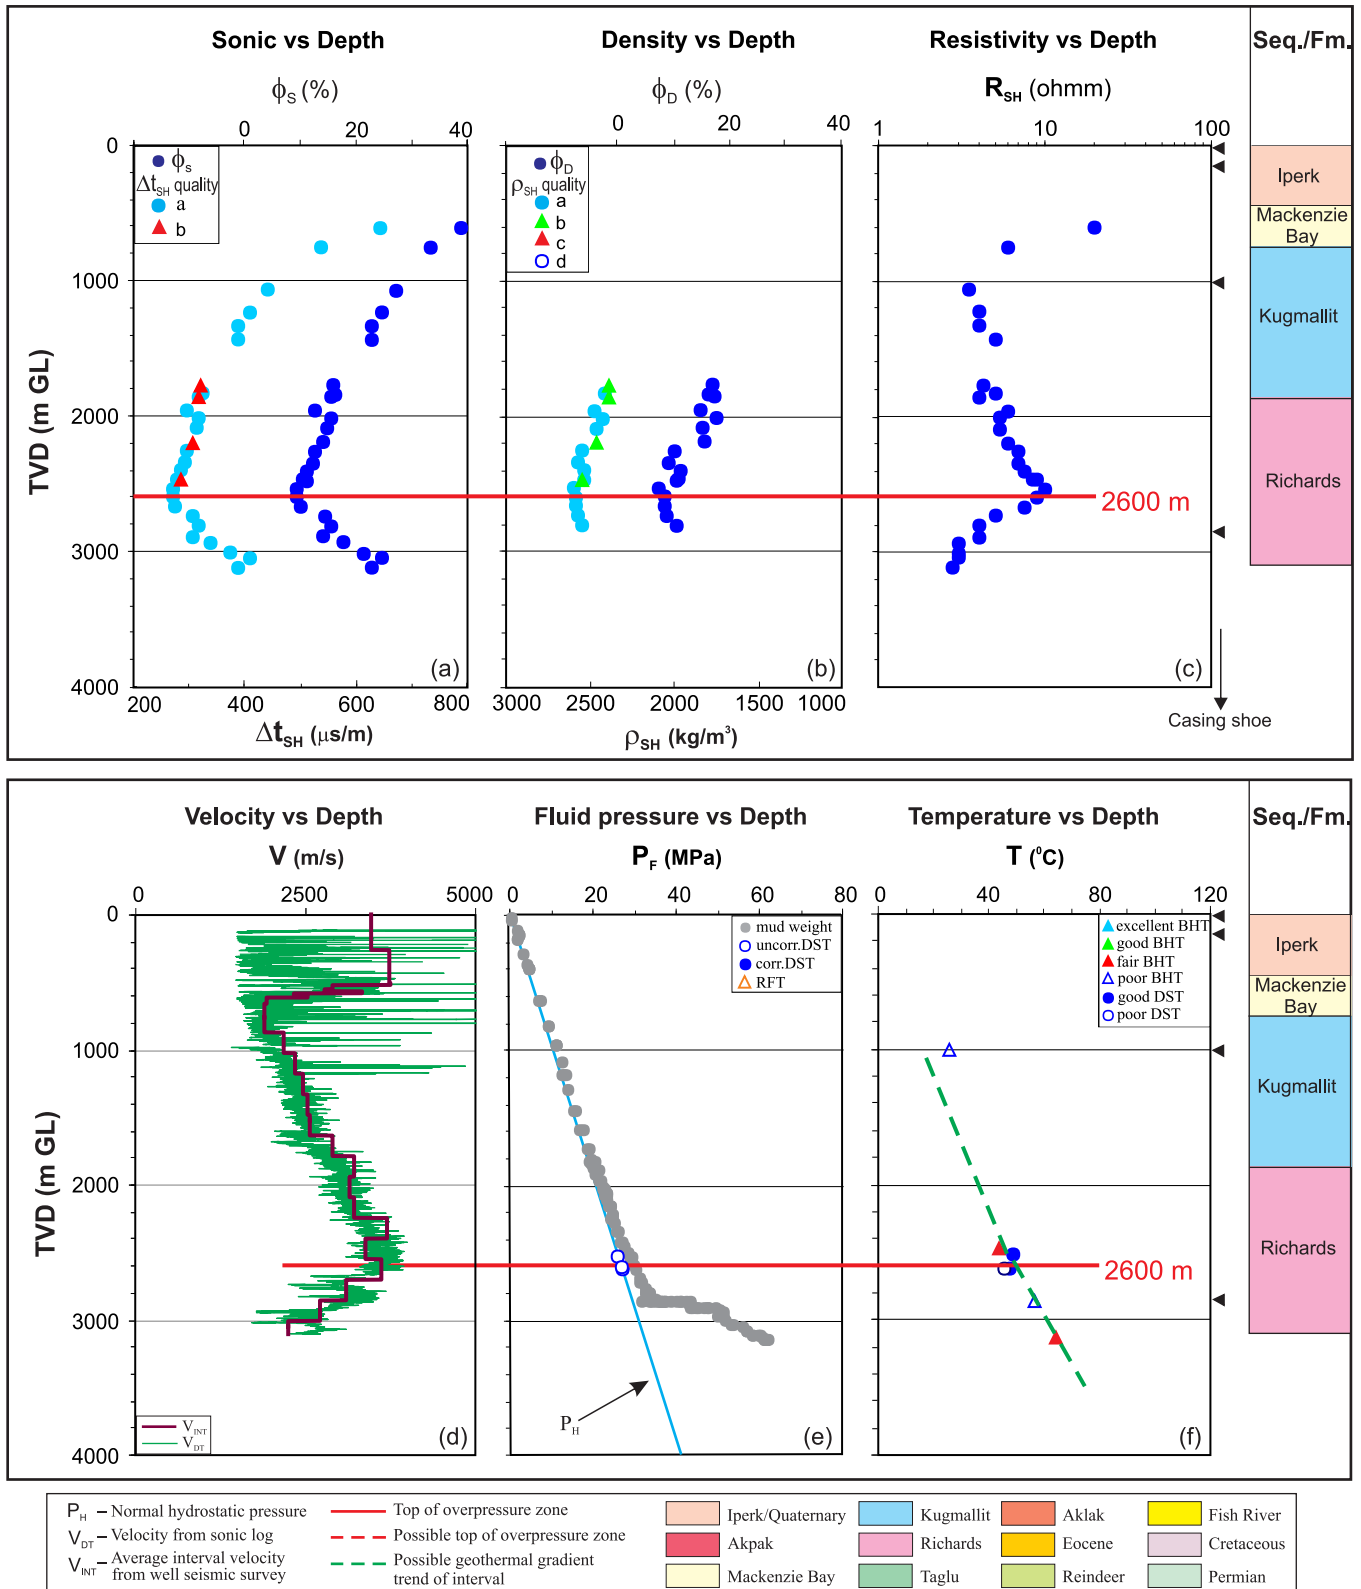 Sonic vs Depth
Density vs Depth
Resistivity vs Depth
Seq./Fm.
ϕS (%)
ϕD (%)
RSH (ohmm)
0 20 40
0 20 40
1 10 100
TVD (m GL)
0
1000
2000
3000
4000
ϕs
ΔtSH quality
a
b
ϕD
ρSH quality
a
b
c
d
Iperk
Mackenzie
Bay
Kugmallit
Richards
2600 m
(a)
(b)
(c)
200 400 600 800
3000 2500 2000 1000
ΔtSH (µs/m)
ρSH (kg/m³)
Casing shoe
Velocity vs Depth
Fluid pressure vs Depth
Temperature vs Depth
Seq./Fm.
V (m/s)
PF (MPa)
T (⁰C)
0 2500 5000
0 20 40 60 80
0 40 80 120
TVD (m GL)
0
1000
2000
3000
4000
mud weight
uncorr.DST
corr.DST
RFT
excellent BHT
good BHT
fair BHT
poor BHT
good DST
poor DST
Iperk
Mackenzie
Bay
Kugmallit
Richards
2600 m
PH
VINT
VDT
(d)
(e)
(f)
PH – Normal hydrostatic pressure
VDT – Velocity from sonic log
VINT – Average interval velocity
from well seismic survey
Top of overpressure zone
Possible top of overpressure zone
Possible geothermal gradient
trend of interval
Iperk/Quaternary
Kugmallit
Aklak
Fish River
Akpak
Richards
Eocene
Cretaceous
Mackenzie Bay
Taglu
Reindeer
Permian